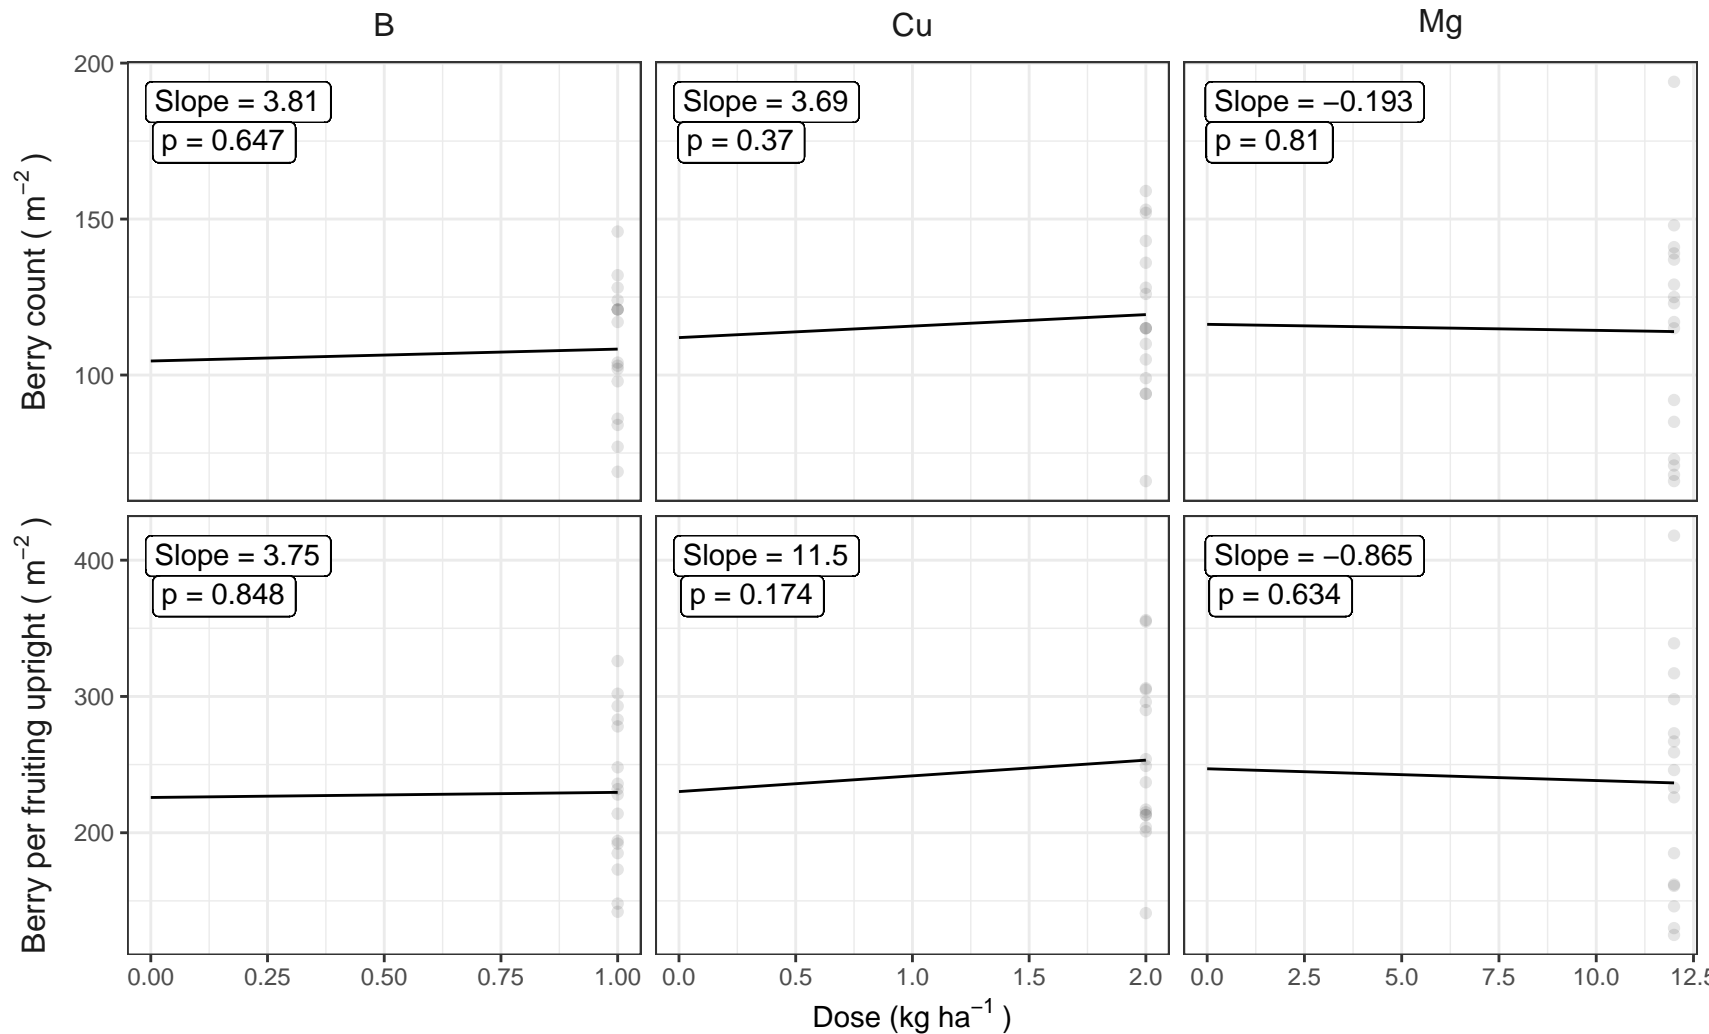 B Cu Mg
Berry count ( m⁻² )
200
150
100
Slope = 3.81
p = 0.647
Slope = 3.69
p = 0.37
Slope = −0.193
p = 0.81
Berry per fruiting upright ( m⁻² )
400
300
200
Slope = 3.75
p = 0.848
Slope = 11.5
p = 0.174
Slope = −0.865
p = 0.634
0.00 0.25 0.50 0.75 1.00 0.0 0.5 1.0 1.5 2.0 0.0 2.5 5.0 7.5 10.0 12.5
Dose (kg ha⁻¹ )